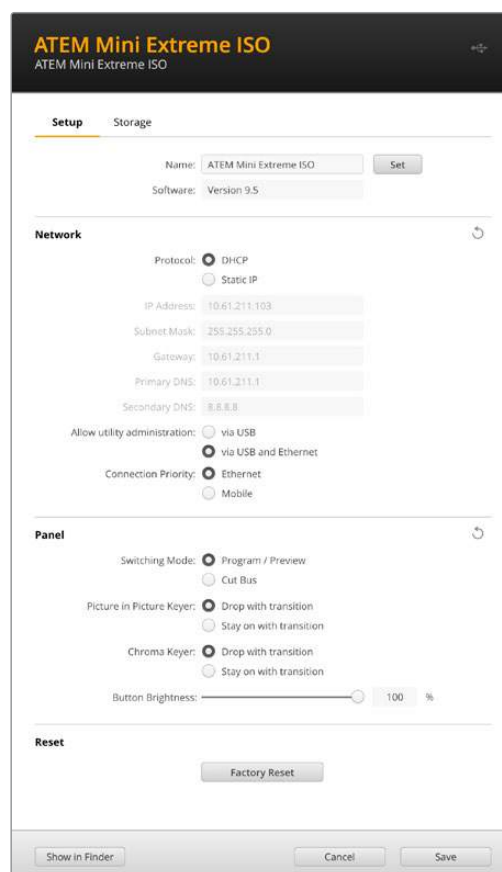 ATEM Mini Extreme ISO
ATEM Mini Extreme ISO
Setup Storage
Name: ATEM Mini Extreme ISO Set
Software: Version 9.5
Network
Protocol: DHCP
Static IP
IP Address: 10.61.211.103
Subnet Mask: 255.255.255.0
Gateway: 10.61.211.1
Primary DNS: 10.61.211.1
Secondary DNS: 8.8.8.8
Allow utility administration: via USB
via USB and Ethernet
Connection Priority: Ethernet
Mobile
Panel
Switching Mode: Program / Preview
Cut Bus
Picture in Picture Keyer: Drop with transition
Stay on with transition
Chroma Keyer: Drop with transition
Stay on with transition
Button Brightness: 100 %
Reset
Factory Reset
Show in Finder Cancel Save